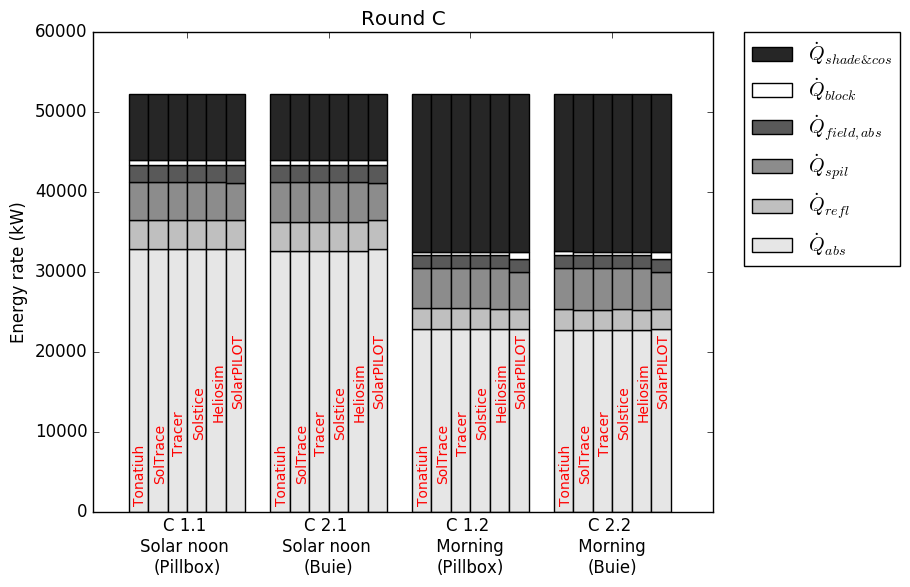 Round C
Energy rate (kW)
60000
50000
40000
30000
20000
10000
0
Tonatiuh
SolTrace
Tracer
Solstice
Heliosim
SolarPILOT
Tonatiuh
SolTrace
Tracer
Solstice
Heliosim
SolarPILOT
Tonatiuh
SolTrace
Tracer
Solstice
Heliosim
SolarPILOT
Tonatiuh
SolTrace
Tracer
Solstice
Heliosim
SolarPILOT
C 1.1
Solar noon
(Pillbox)
C 2.1
Solar noon
(Buie)
C 1.2
Morning
(Pillbox)
C 2.2
Morning
(Buie)
Q̇shade&cos
Q̇block
Q̇field,abs
Q̇spil
Q̇refl
Q̇abs